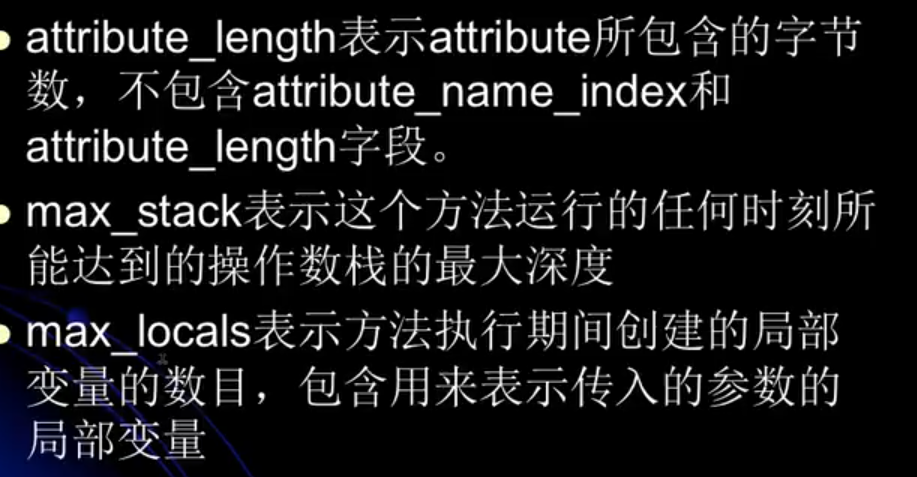 attribute_length表示attribute所包含的字节
数，不包含attribute_name_index和
attribute_length字段。
max_stack表示这个方法运行的任何时刻所
能达到的操作数栈的最大深度
max_locals表示方法执行期间创建的局部
变量的数目，包含用来表示传入的参数的
局部变量